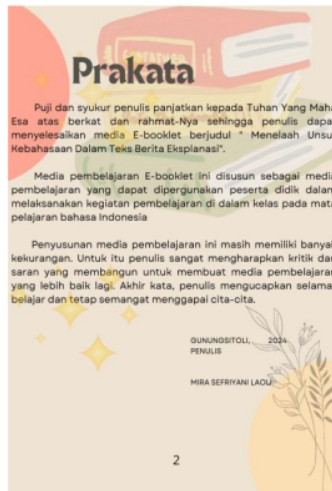 Prakata
Puji dan syukur penulis panjatkan kepada Tuhan Yang Maha
Esa atas berkat dan rahmat-Nya sehingga penulis dapa
menyelesaikan media E-booklet berjudul " Menelaah Unsu
Kebahasaan Dalam Teks Berita Eksplanasi".
Media pembelajaran E-booklet ini disusun sebagai medi
pembelajaran yang dapat dipergunakan peserta didik dalam
melaksanakan kegiatan pembelajaran di dalam kelas pada mata
pelajaran bahasa Indonesia
Penyusunan media pembelajaran ini masih memiliki banya
kekurangan. Untuk itu penulis sangat mengharapkan kritik dan
saran yang membangun untuk membuat media pembelajaran
yang lebih baik lagi. Akhir kata, penulis mengucapkan selama
belajar dan tetap semangat menggapai cita-cita.
GUNUNGSITOLI, 2024
PENULIS
MIRA SEFRIYANI LAOLI
2